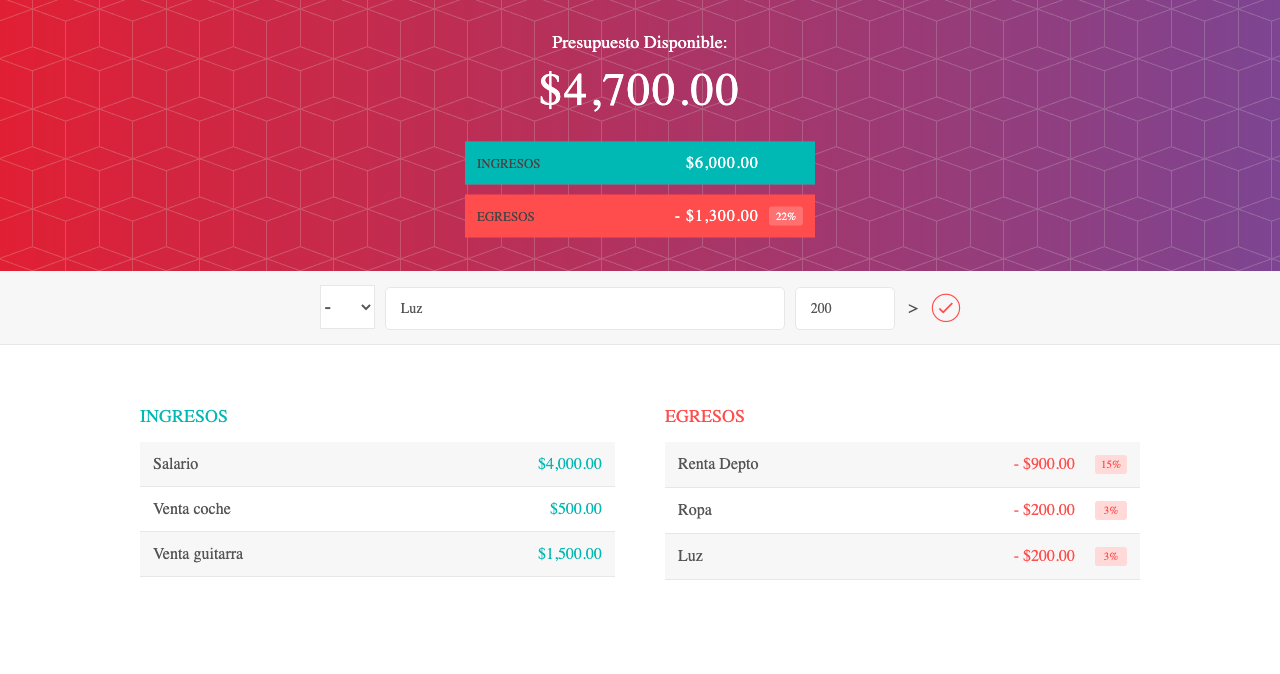 Presupuesto Disponible:
$4,700.00
INGRESOS $6,000.00
EGRESOS - $1,300.00 22%
- Luz 200 >
INGRESOS
Salario $4,000.00
Venta coche $500.00
Venta guitarra $1,500.00
EGRESOS
Renta Depto - $900.00 15%
Ropa - $200.00 3%
Luz - $200.00 3%